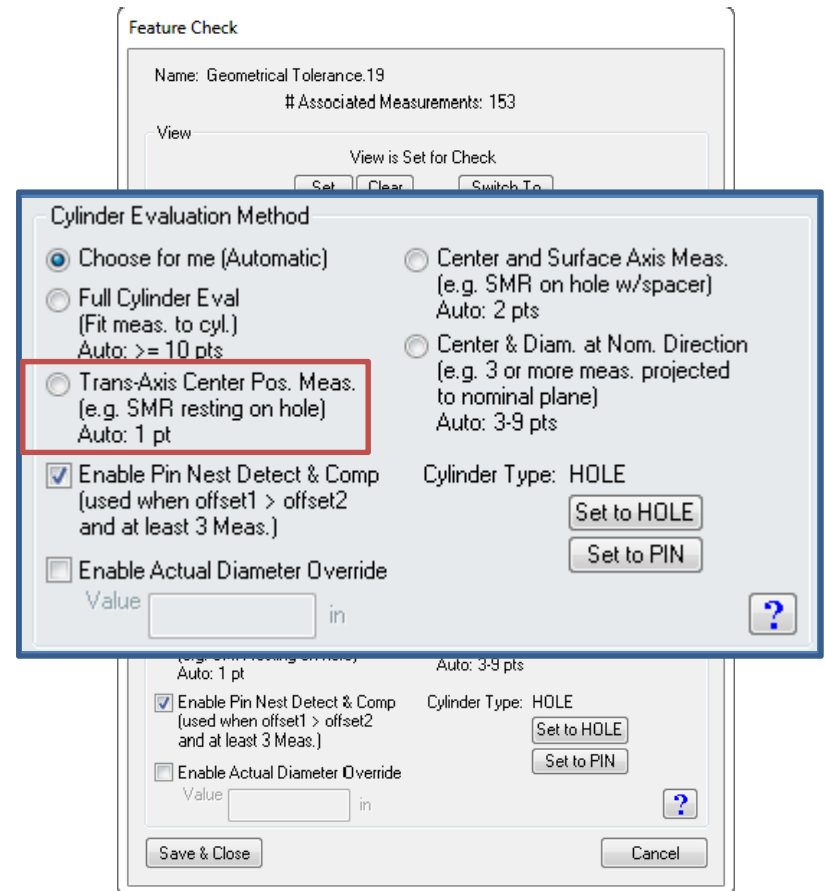 Feature Check
Name: Geometrical Tolerance.19
# Associated Measurements: 153
View
View is Set for Check
Set Clear Switch To
Cylinder Evaluation Method
Choose for me (Automatic)
Full Cylinder Eval
(Fit meas. to cyl.)
Auto: >= 10 pts
Trans-Axis Center Pos. Meas.
(e.g. SMR resting on hole)
Auto: 1 pt
Center and Surface Axis Meas.
(e.g. SMR on hole w/spacer)
Auto: 2 pts
Center & Diam. at Nom. Direction
(e.g. 3 or more meas. projected
to nominal plane)
Auto: 3-9 pts
Enable Pin Nest Detect & Comp
(used when offset1 > offset2
and at least 3 Meas.)
Cylinder Type: HOLE
Set to HOLE
Set to PIN
Enable Actual Diameter Override
Value in
?
(e.g. SMR resting on hole)
Auto: 1 pt
Auto: 3-9 pts
Enable Pin Nest Detect & Comp
(used when offset1 > offset2
and at least 3 Meas.)
Cylinder Type: HOLE
Set to HOLE
Set to PIN
Enable Actual Diameter Override
Value in
?
Save & Close
Cancel